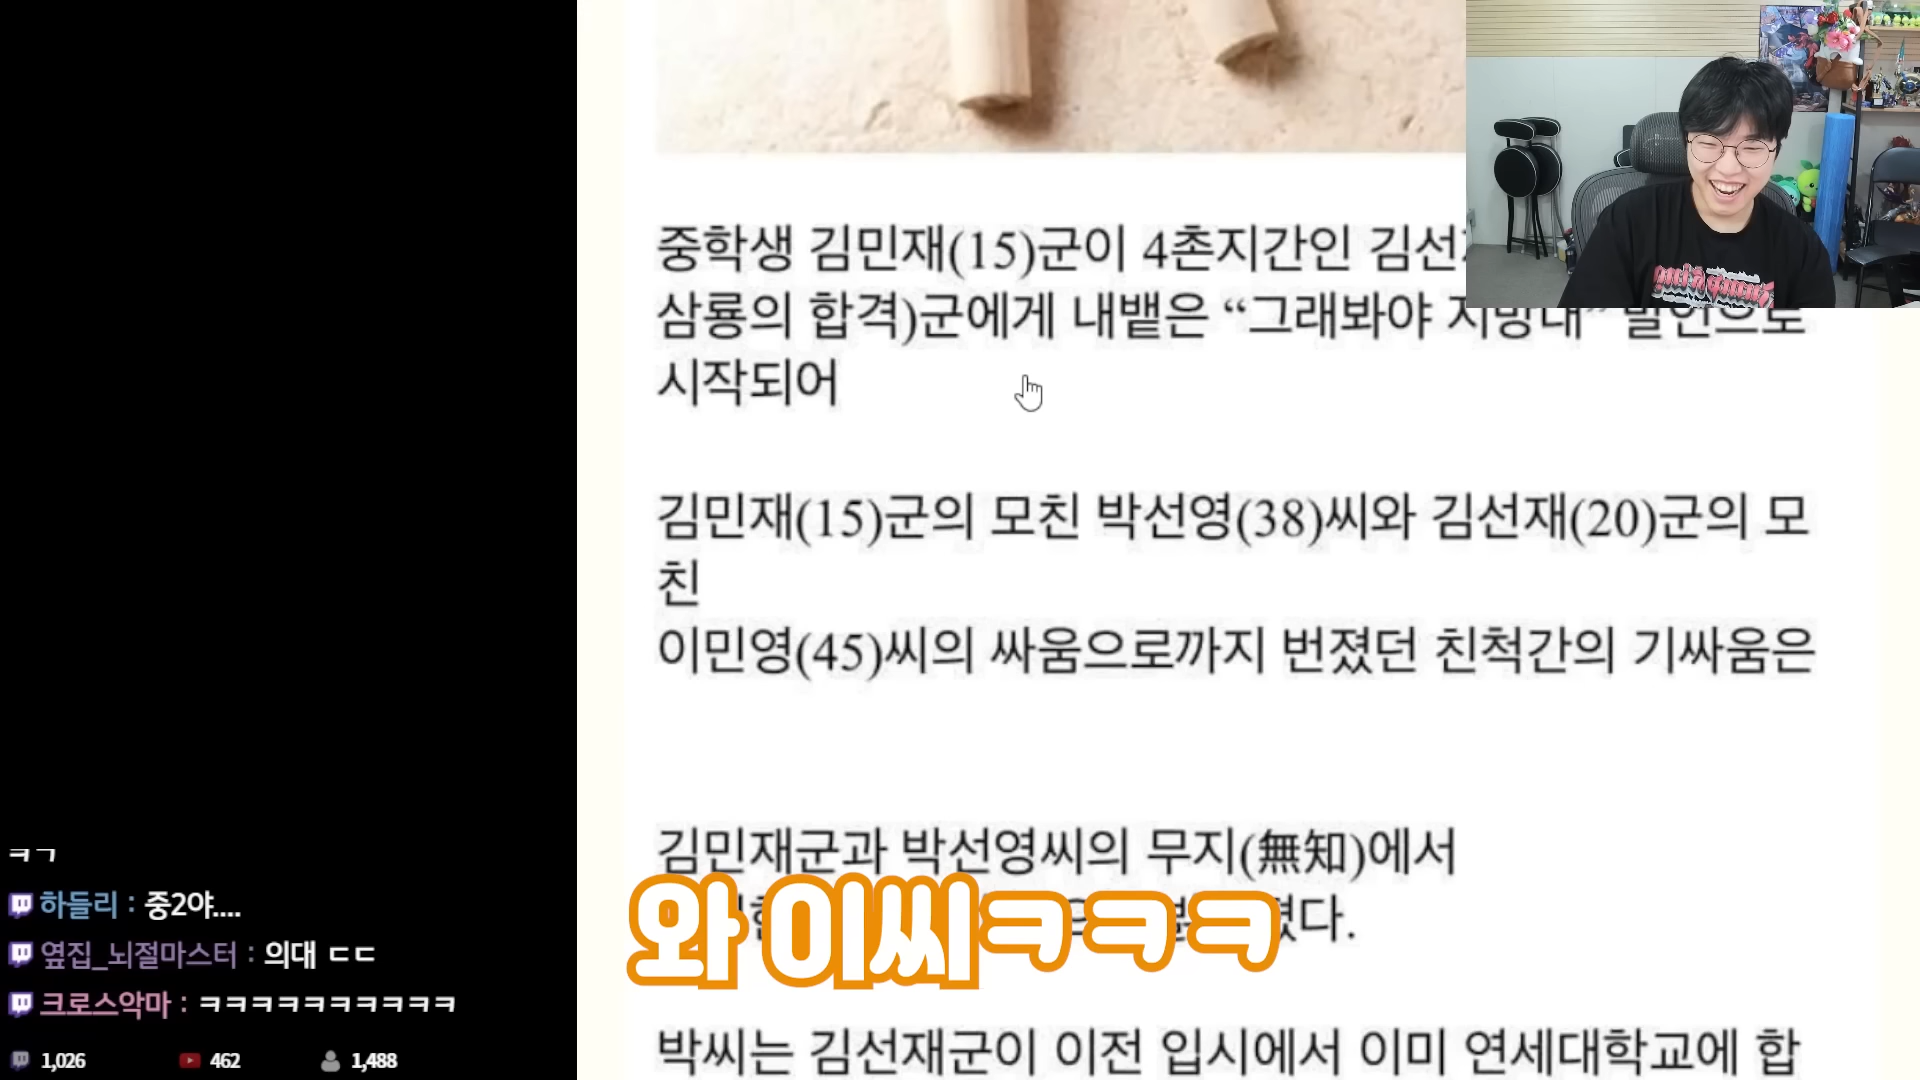 중학생 김민재(15)군이 4촌지간인 김선
삼룡의 합격)군에게 내뱉은 “그래봐야 지방대” 발언으로
시작되어
김민재(15)군의 모친 박선영(38)씨와 김선재(20)군의 모
친
이민영(45)씨의 싸움으로까지 번졌던 친척간의 기싸움은
김민재군과 박선영씨의 무지(無知)에서
졌다.
와 이씨ㅋㅋㅋ
박씨는 김선재군이 이전 입시에서 이미 연세대학교에 합
ㅋㄱ
하들리 : 중2야....
옆집_뇌절마스터 : 의대 ㄷㄷ
크로스악마 : ㅋㅋㅋㅋㅋㅋㅋㅋㅋㅋ
1,026 462 1,488